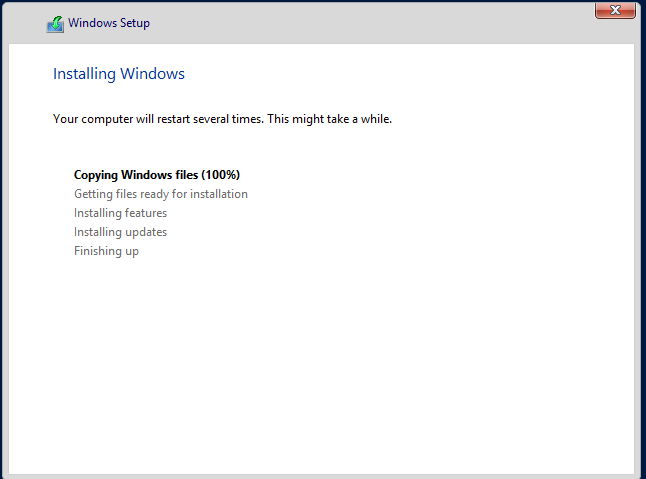 Windows Setup
Installing Windows
Your computer will restart several times. This might take a while.
Copying Windows files (100%)
Getting files ready for installation
Installing features
Installing updates
Finishing up